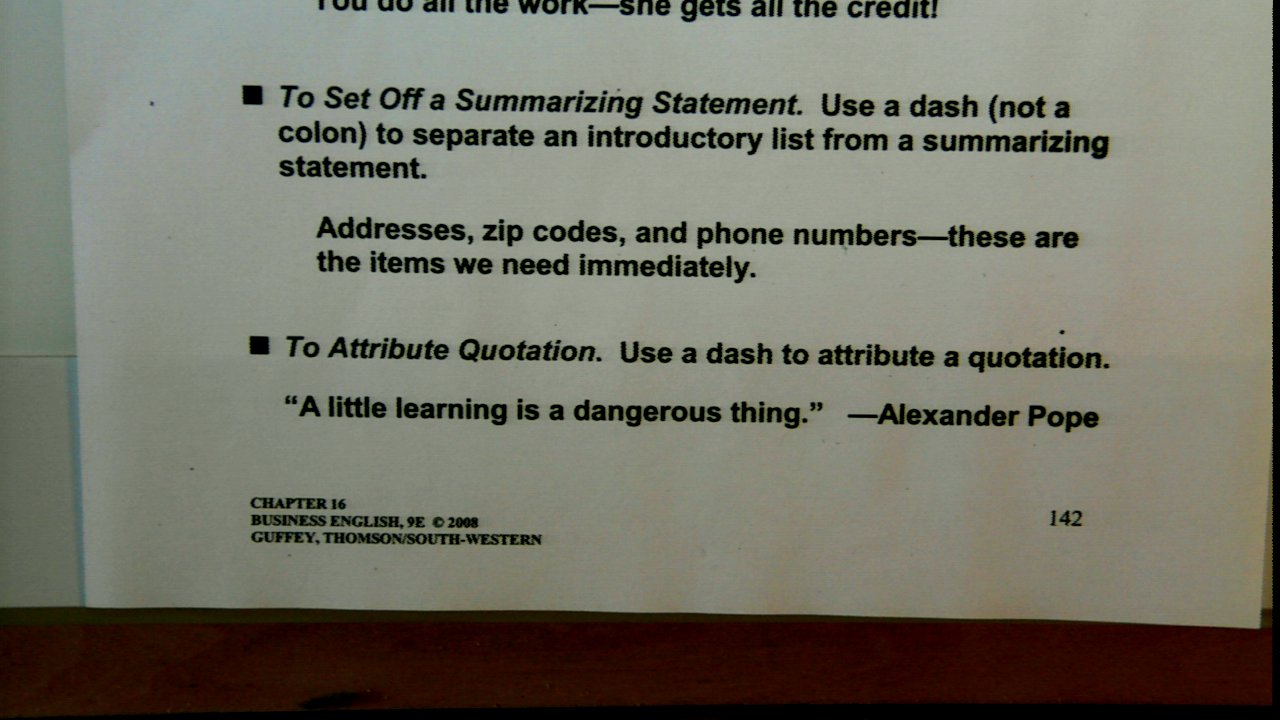 You do all the work—she gets all the credit!
■ To Set Off a Summarizing Statement. Use a dash (not a
colon) to separate an introductory list from a summarizing
statement.
Addresses, zip codes, and phone numbers—these are
the items we need immediately.
■ To Attribute Quotation. Use a dash to attribute a quotation.
“A little learning is a dangerous thing.” —Alexander Pope
CHAPTER 16
BUSINESS ENGLISH, 9E © 2008
GUFFEY, THOMSON/SOUTH-WESTERN
142